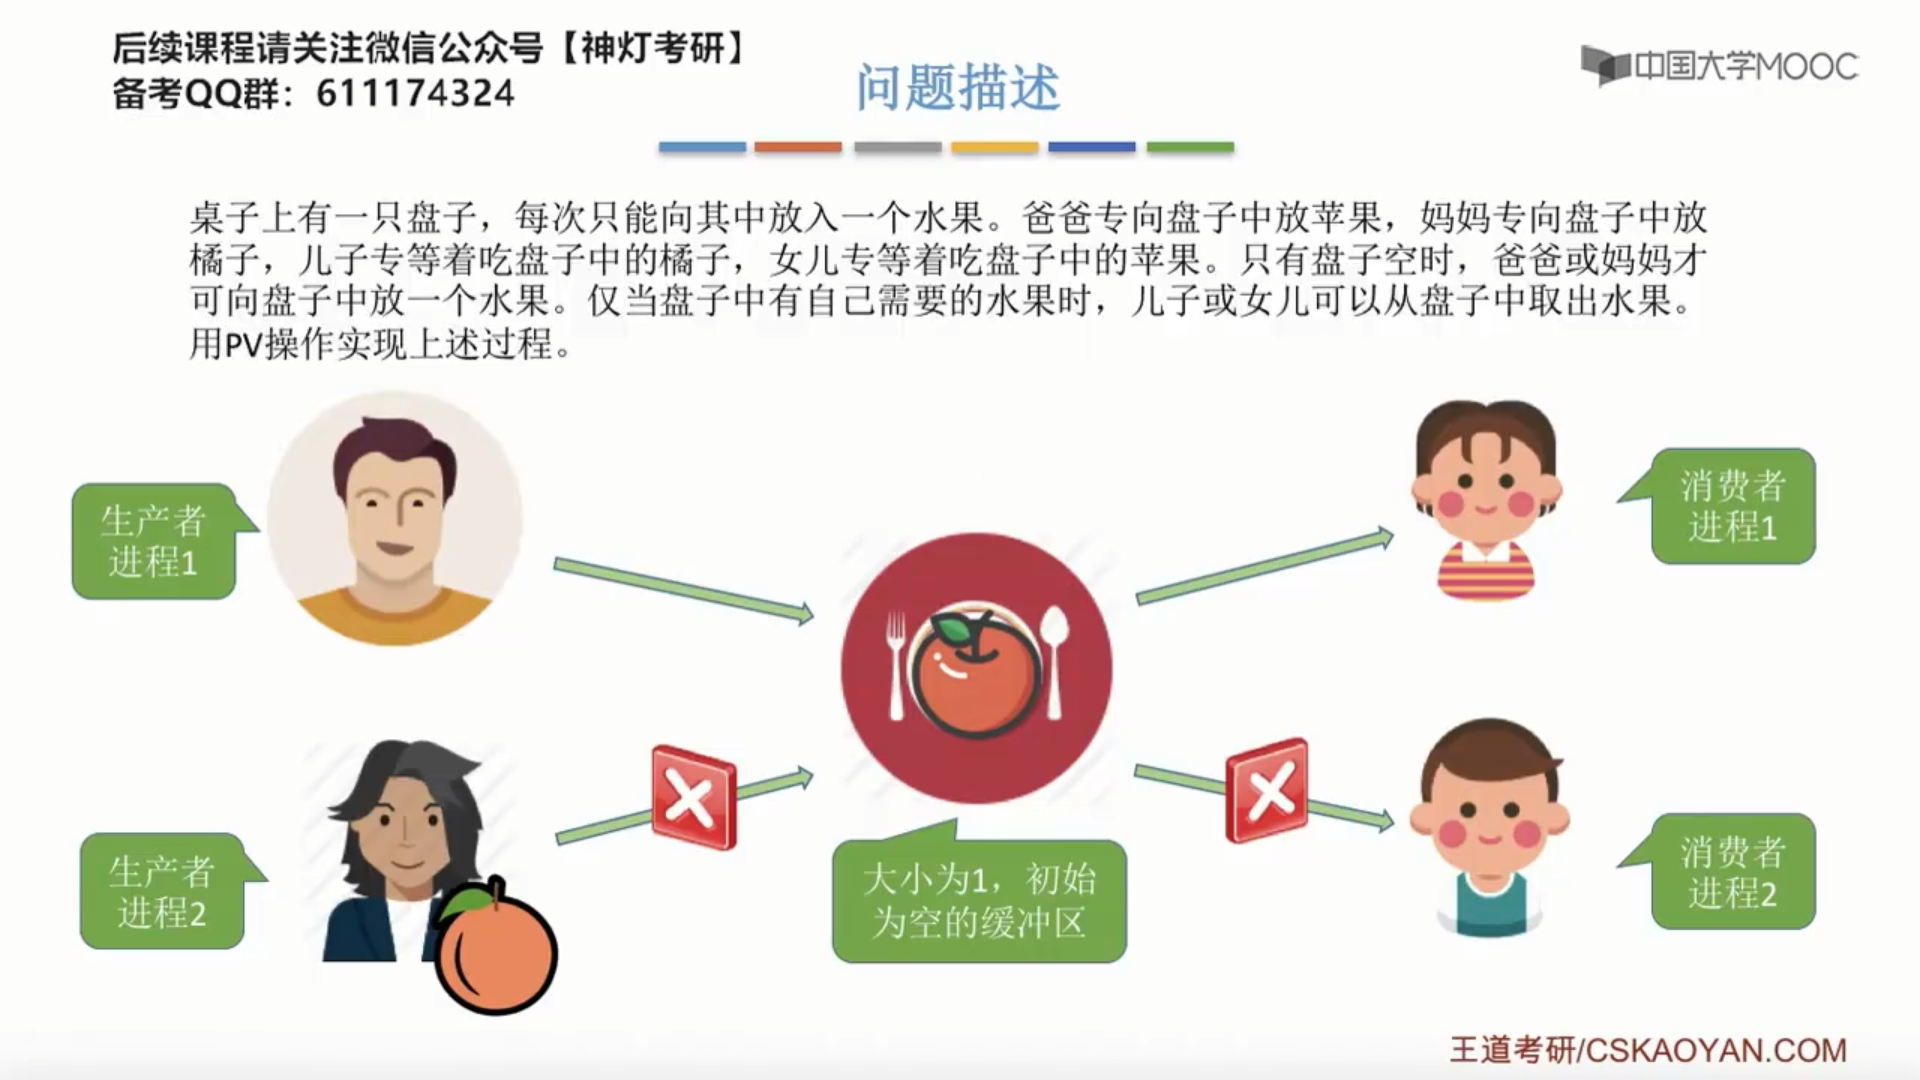 后续课程请关注微信公众号【神灯考研】
备考QQ群：611174324
中国大学MOOC
问题描述
桌子上有一只盘子，每次只能向其中放入一个水果。爸爸专向盘子中放苹果，妈妈专向盘子中放
橘子，儿子专等着吃盘子中的橘子，女儿专等着吃盘子中的苹果。只有盘子空时，爸爸或妈妈才
可向盘子中放一个水果。仅当盘子中有自己需要的水果时，儿子或女儿可以从盘子中取出水果。
用PV操作实现上述过程。
生产者
进程1
消费者
进程1
生产者
进程2
大小为1，初始
为空的缓冲区
消费者
进程2
王道考研/CSKAOYAN.COM